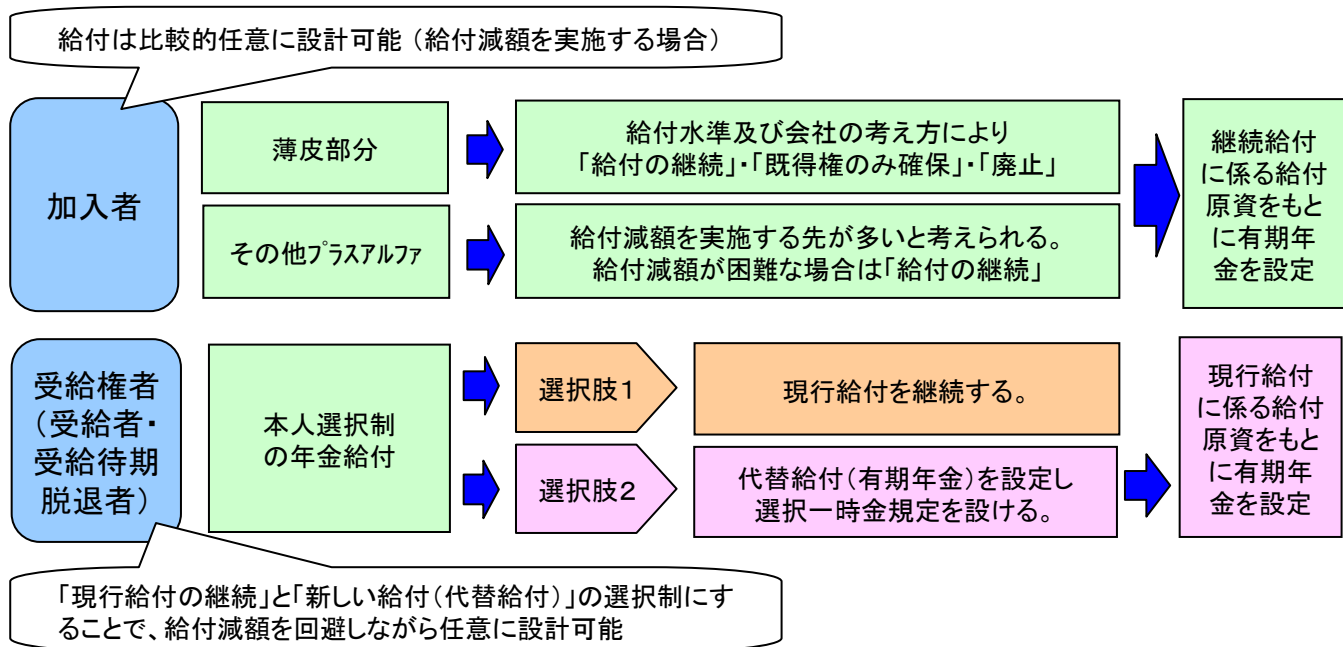 給付は比較的任意に設計可能（給付減額を実施する場合）
加入者
薄皮部分
給付水準及び会社の考え方により
「給付の継続」・「既得権のみ確保」・「廃止」
その他ﾌﾟﾗｽｱﾙﾌｧ
給付減額を実施する先が多いと考えられる。
給付減額が困難な場合は「給付の継続」
継続給付
に係る給付
原資をもと
に有期年
金を設定
受給権者
（受給者・
受給待期
脱退者）
本人選択制
の年金給付
選択肢１
現行給付を継続する。
選択肢２
代替給付（有期年金）を設定し
選択一時金規定を設ける。
現行給付
に係る給付
原資をもと
に有期年
金を設定
「現行給付の継続」と「新しい給付（代替給付）」の選択制にす
ることで、給付減額を回避しながら任意に設計可能